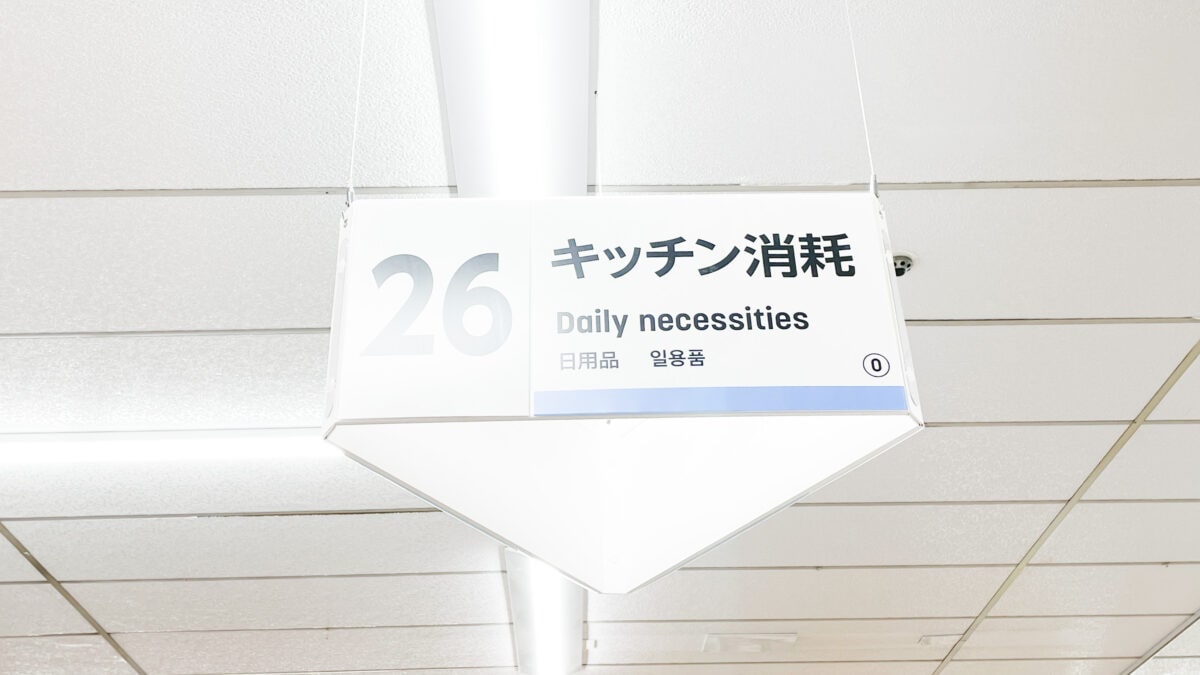 26
キッチン消耗
Daily necessities
日用品 일용품
0